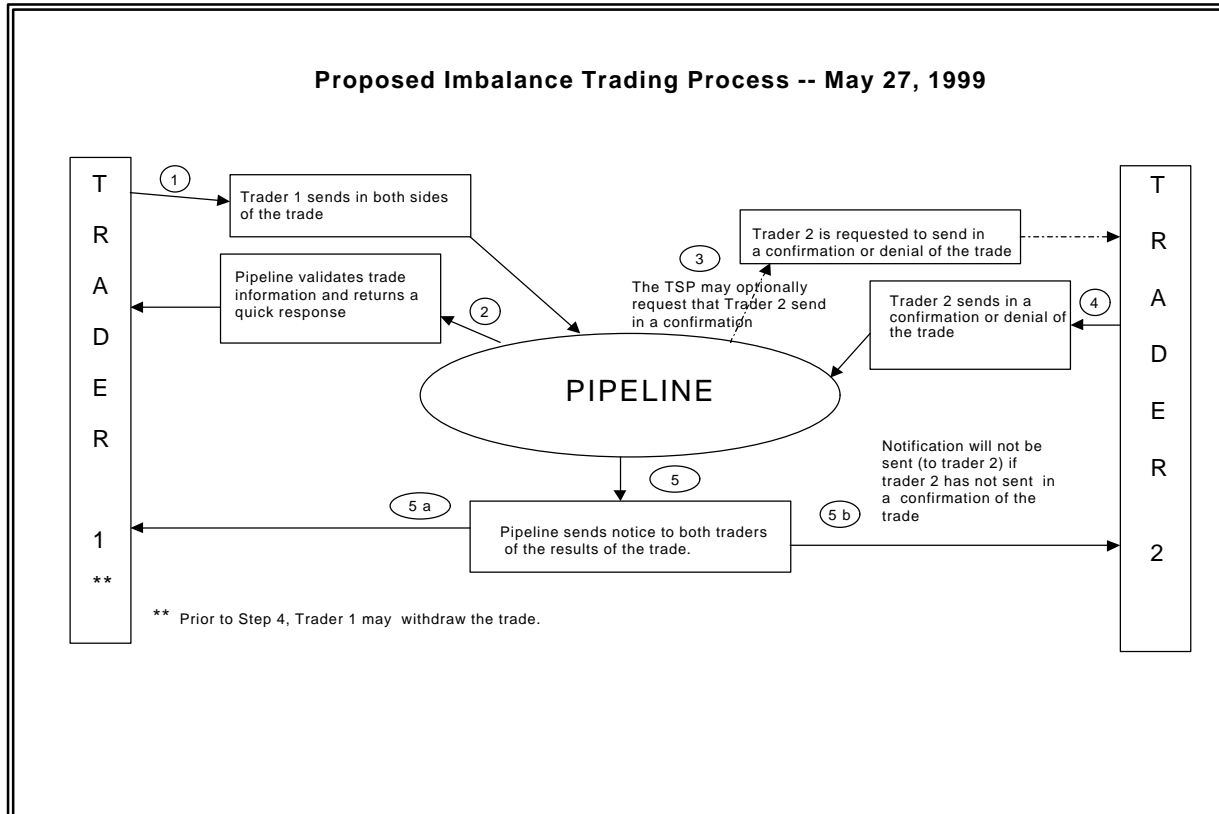 Proposed Imbalance Trading Process -- May 27, 1999
T
R
A
D
E
R
1
**
1
Trader 1 sends in both sides
of the trade
Pipeline validates trade
information and returns a
quick response
2
3
The TSP may optionally
request that Trader 2 send
in a confirmation
Trader 2 is requested to send in
a confirmation or denial of the trade
Trader 2 sends in a
confirmation or denial of
the trade
4
PIPELINE
5
5 a
Pipeline sends notice to both traders
of the results of the trade.
5 b
Notification will not be
sent (to trader 2) if
trader 2 has not sent in
a confirmation of the
trade
T
R
A
D
E
R
2
** Prior to Step 4, Trader 1 may withdraw the trade.